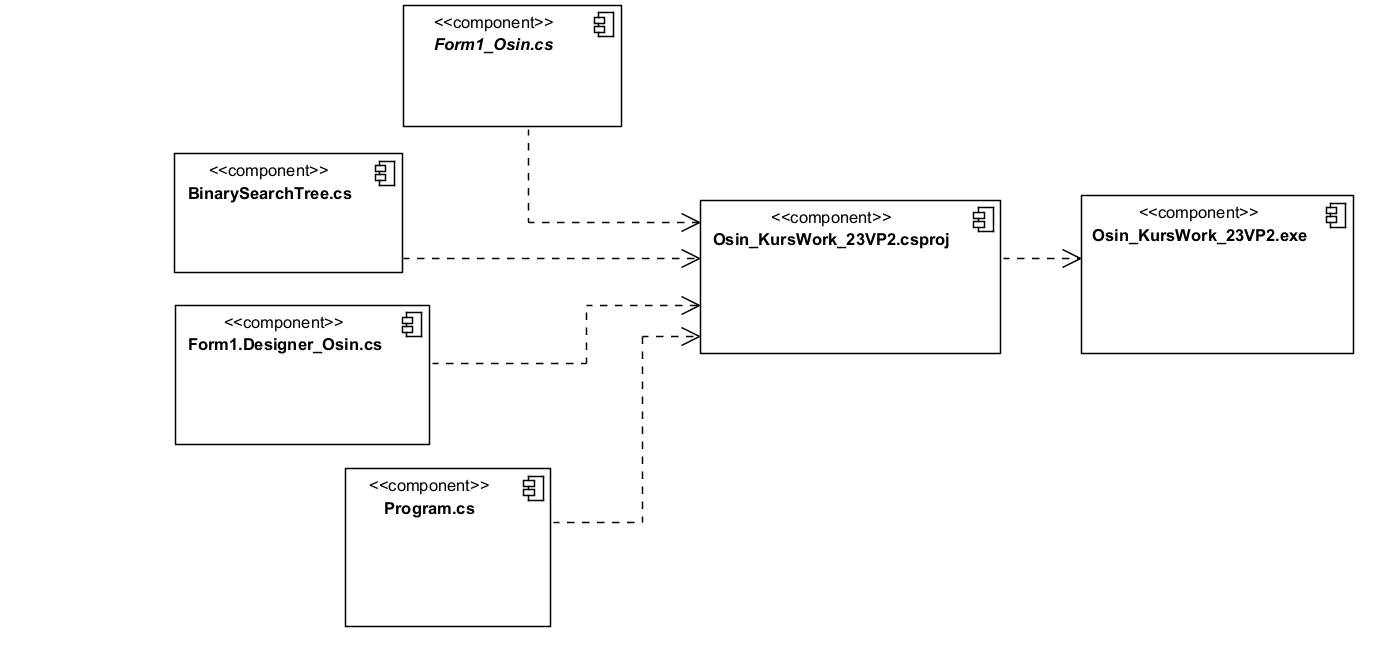 <<component>>
Form1_Osin.cs
<<component>>
BinarySearchTree.cs
<<component>>
Osin_KursWork_23VP2.csproj
<<component>>
Osin_KursWork_23VP2.exe
<<component>>
Form1.Designer_Osin.cs
<<component>>
Program.cs